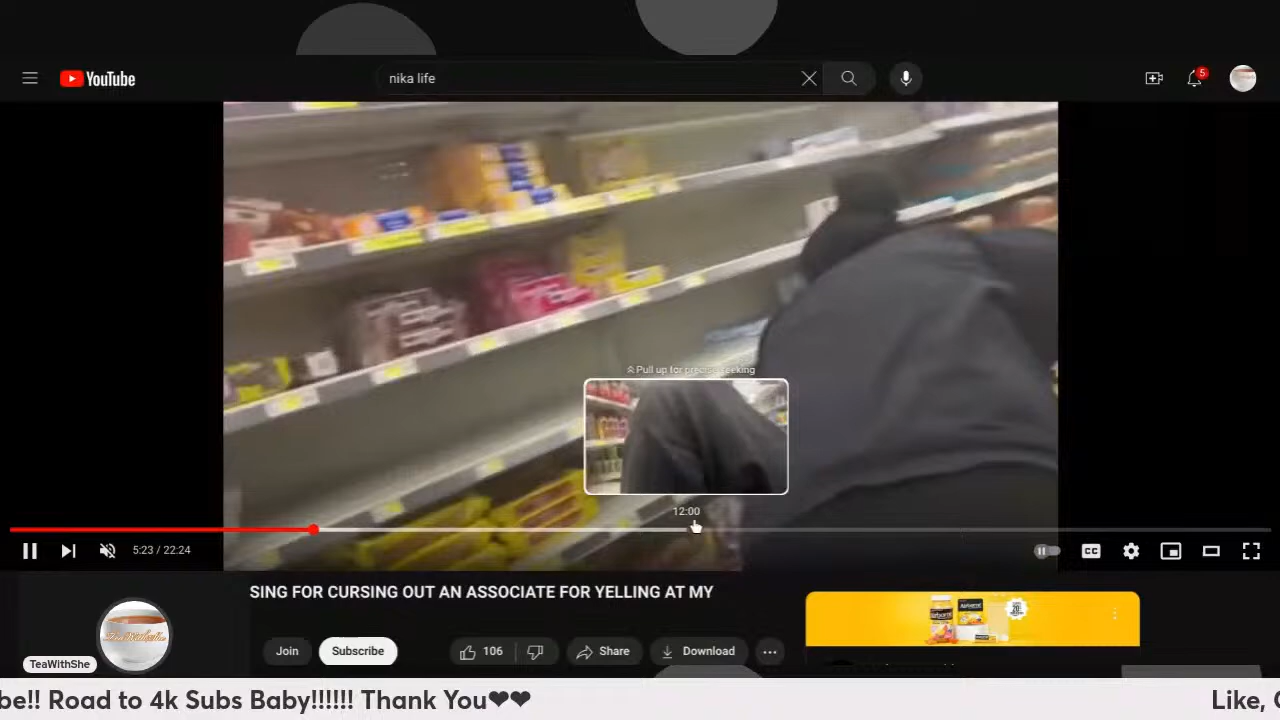 YouTube
nika life
5
Pull up for precise seeking
12:00
5:23 / 22:24
CC
SING FOR CURSING OUT AN ASSOCIATE FOR YELLING AT MY
Join
Subscribe
106
Share
Download
TeaWithShe
be!! Road to 4k Subs Baby!!!!!! Thank You❤❤
Like, C